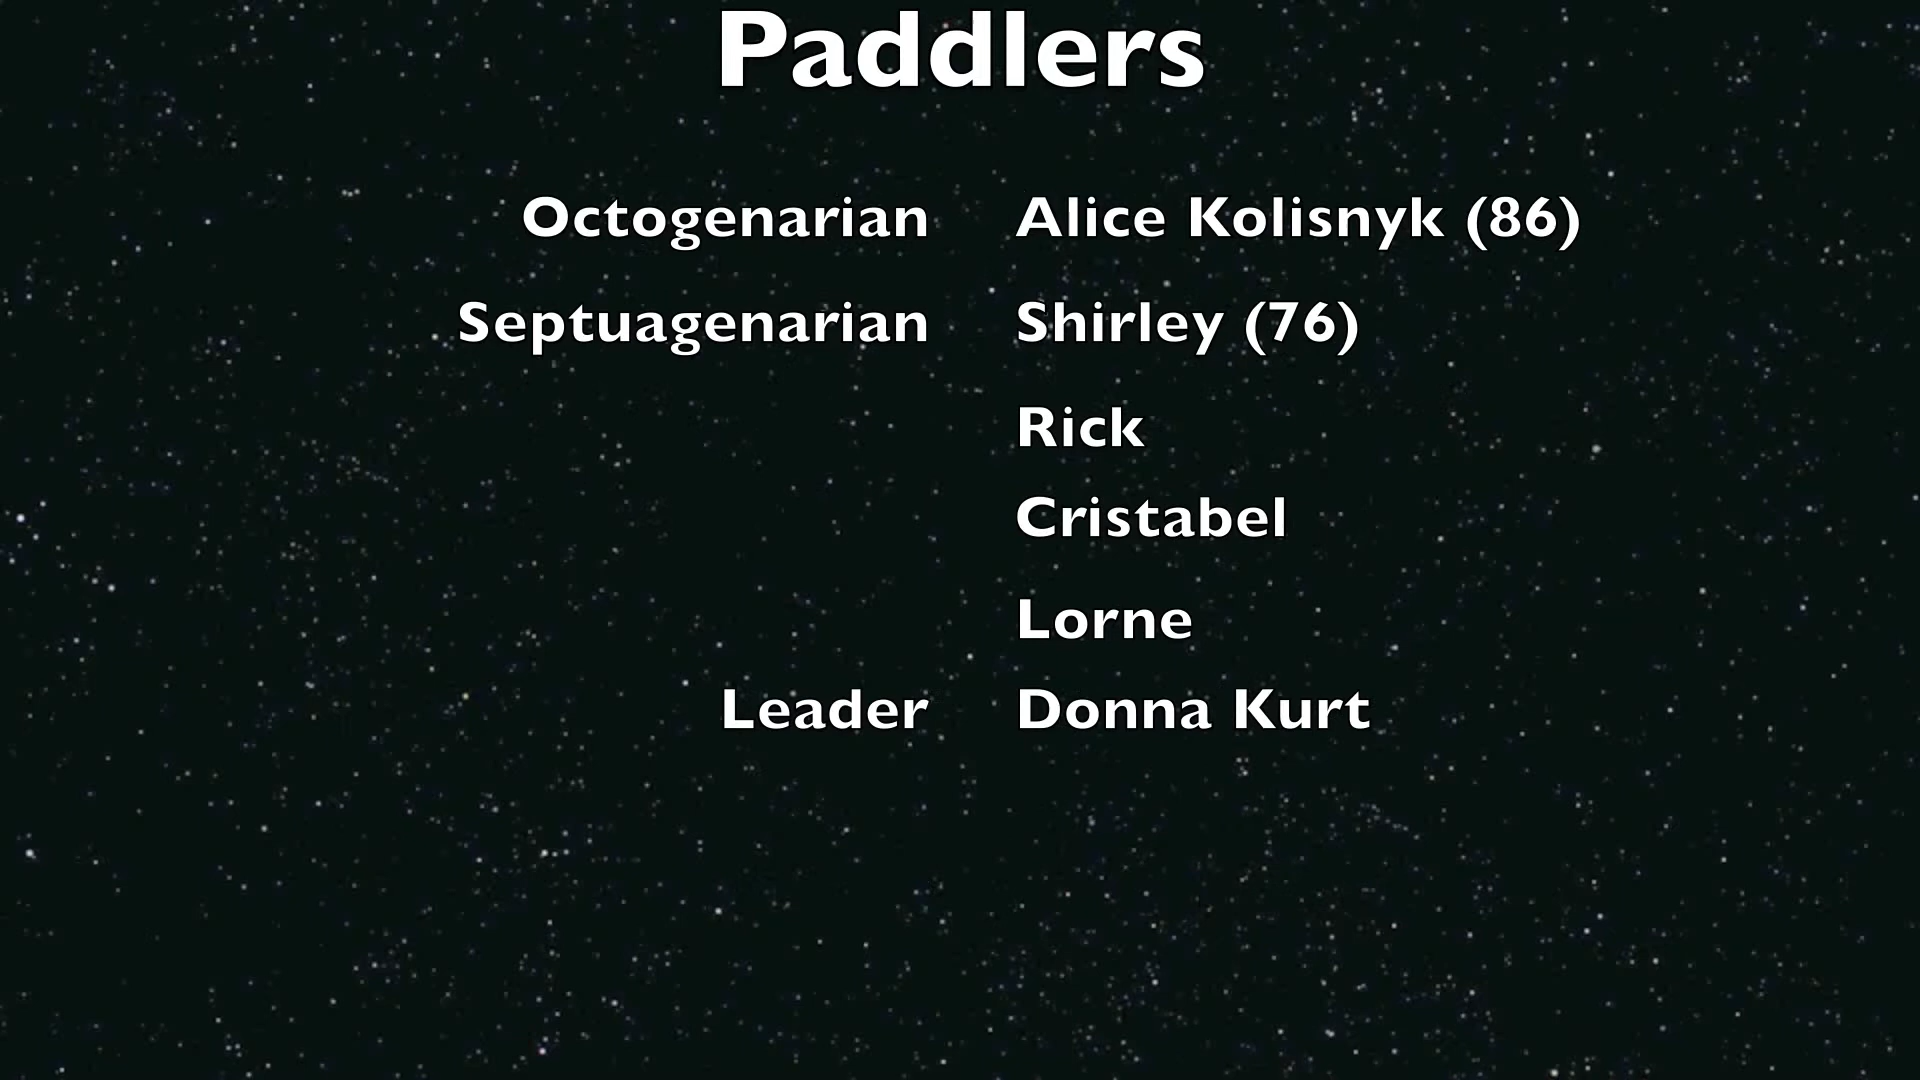 Paddlers
Octogenarian Alice Kolisnyk (86)
Septuagenarian Shirley (76)
Rick
Cristabel
Lorne
Leader Donna Kurt